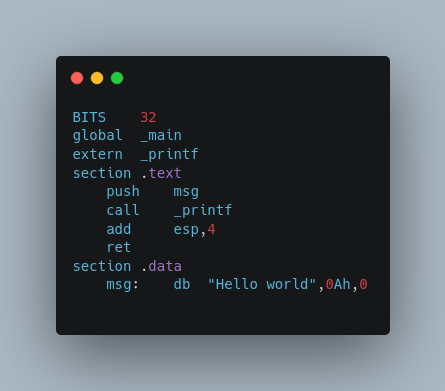 BITS    32
global  _main
extern  _printf
section .text
    push    msg
    call    _printf
    add     esp,4
    ret
section .data
    msg:    db  "Hello world",0Ah,0